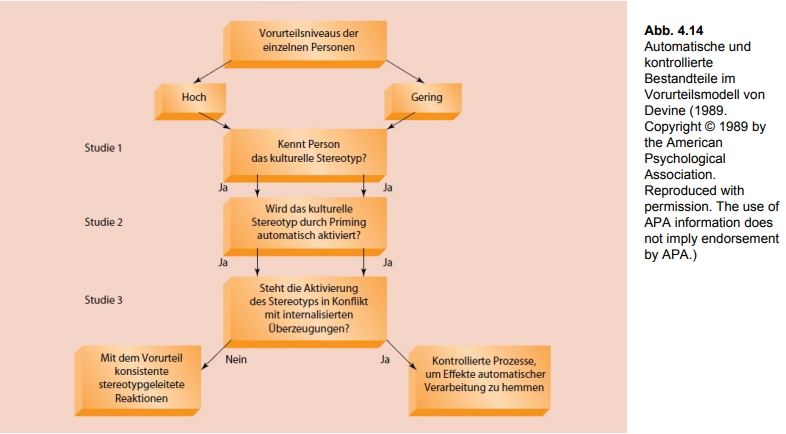 Vorurteilsniveaus der
einzelnen Personen
Hoch
Gering
Studie 1
Kennt Person
das kulturelle Stereotyp?
Ja
Ja
Studie 2
Wird das kulturelle
Stereotyp durch Priming
automatisch aktiviert?
Ja
Ja
Studie 3
Steht die Aktivierung
des Stereotyps in Konflikt
mit internalisierten
Überzeugungen?
Nein
Ja
Mit dem Vorurteil
konsistente
stereotypgeleitete
Reaktionen
Kontrollierte Prozesse,
um Effekte automatischer
Verarbeitung zu hemmen
Abb. 4.14
Automatische und
kontrollierte
Bestandteile im
Vorurteilsmodell von
Devine (1989.
Copyright © 1989 by
the American
Psychological
Association.
Reproduced with
permission. The use of
APA information does
not imply endorsement
by APA.)